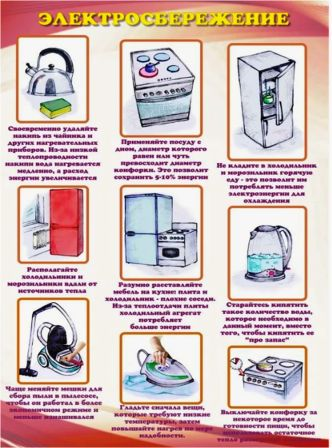 ЭЛЕКТРОСБЕРЕЖЕНИЕ
Своевременно удаляйте
накипь из чайника и
других нагревательных
приборов. Из-за низкой
теплопроводности
накипи вода нагревается
медленно, а расход
энергии увеличивается
Применяйте посуду с
дном, диаметр которого
равен или чуть
превосходит диаметр
конфорки. Это позволит
сохранить 5-10% энергии
Не кладите в холодильник
и морозильник горячую
еду - это позволит им
потреблять меньше
электроэнергии для
охлаждения
Располагайте
холодильники и
морозильники вдали от
источников тепла
Разумно расставляйте
мебель на кухне: плита и
холодильник - плохие соседи.
Из-за теплоотдачи плиты
холодильный агрегат
потребляет
больше энергии
Старайтесь кипятить
такое количество воды,
которое необходимо в
данный момент, вместо
того, чтобы кипятить ее
"про запас"
Чаще меняйте мешки для
сбора пыли в пылесосе,
чтобы он работал в более
экономичном режиме и
меньше изнашивался
Гладьте сначала вещи,
которые требуют низкие
температуры, затем
повышайте нагрев по мере
надобности.
Выключайте конфорку за
некоторое время до
готовности пищи, чтобы
использовать остаточное
тепло